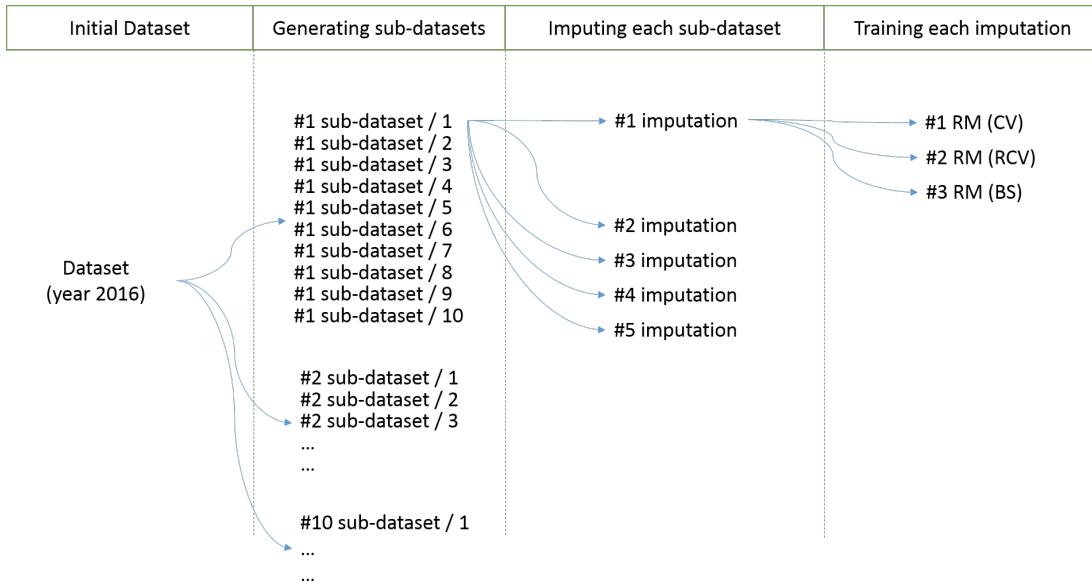 Initial Dataset
Generating sub-datasets
Imputing each sub-dataset
Training each imputation
Dataset
(year 2016)
#1 sub-dataset / 1
#1 sub-dataset / 2
#1 sub-dataset / 3
#1 sub-dataset / 4
#1 sub-dataset / 5
#1 sub-dataset / 6
#1 sub-dataset / 7
#1 sub-dataset / 8
#1 sub-dataset / 9
#1 sub-dataset / 10
#2 sub-dataset / 1
#2 sub-dataset / 2
#2 sub-dataset / 3
...
...
#10 sub-dataset / 1
...
...
#1 imputation
#2 imputation
#3 imputation
#4 imputation
#5 imputation
#1 RM (CV)
#2 RM (RCV)
#3 RM (BS)